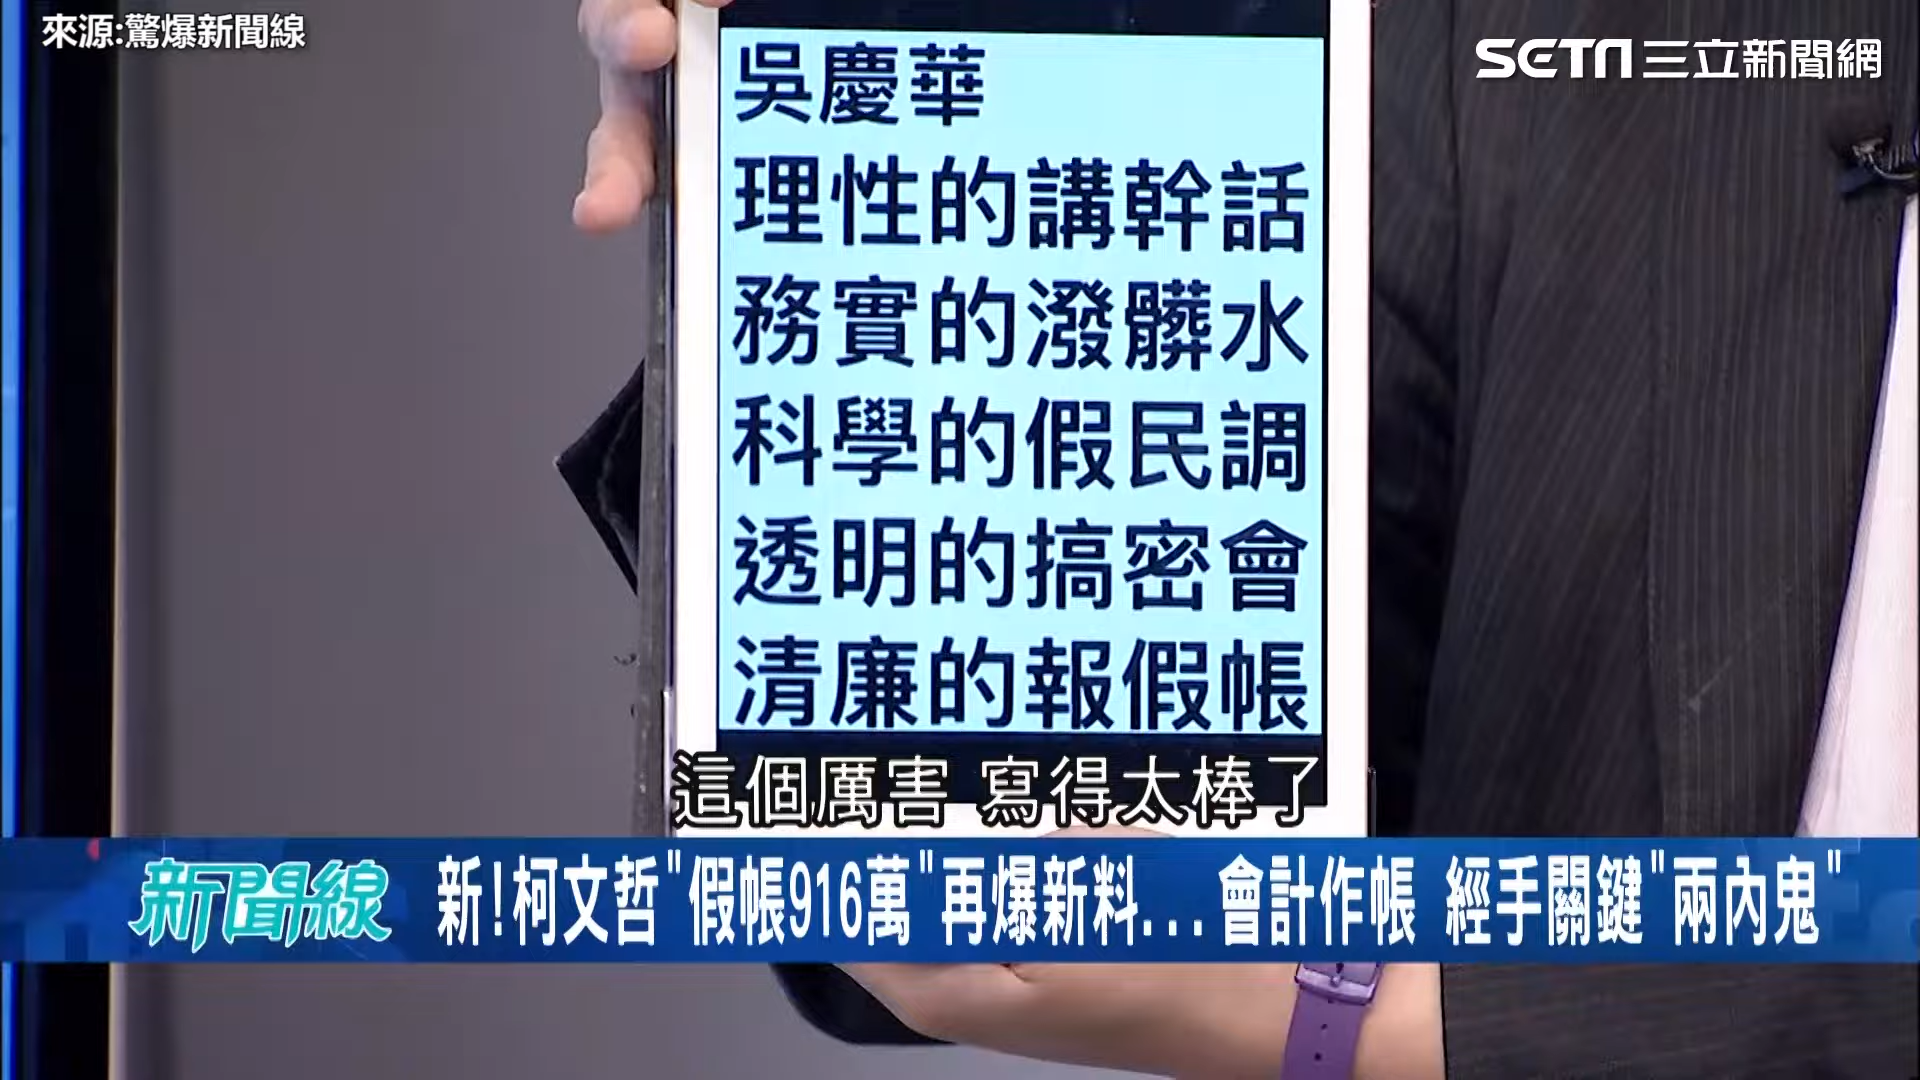 來源:驚爆新聞線
SETN三立新聞網
吳慶華
理性的講幹話
務實的潑髒水
科學的假民調
透明的搞密會
清廉的報假帳
這個厲害 寫得太棒了
新聞線
新!柯文哲"假帳916萬"再爆新料...會計作帳 經手關鍵"兩內鬼"